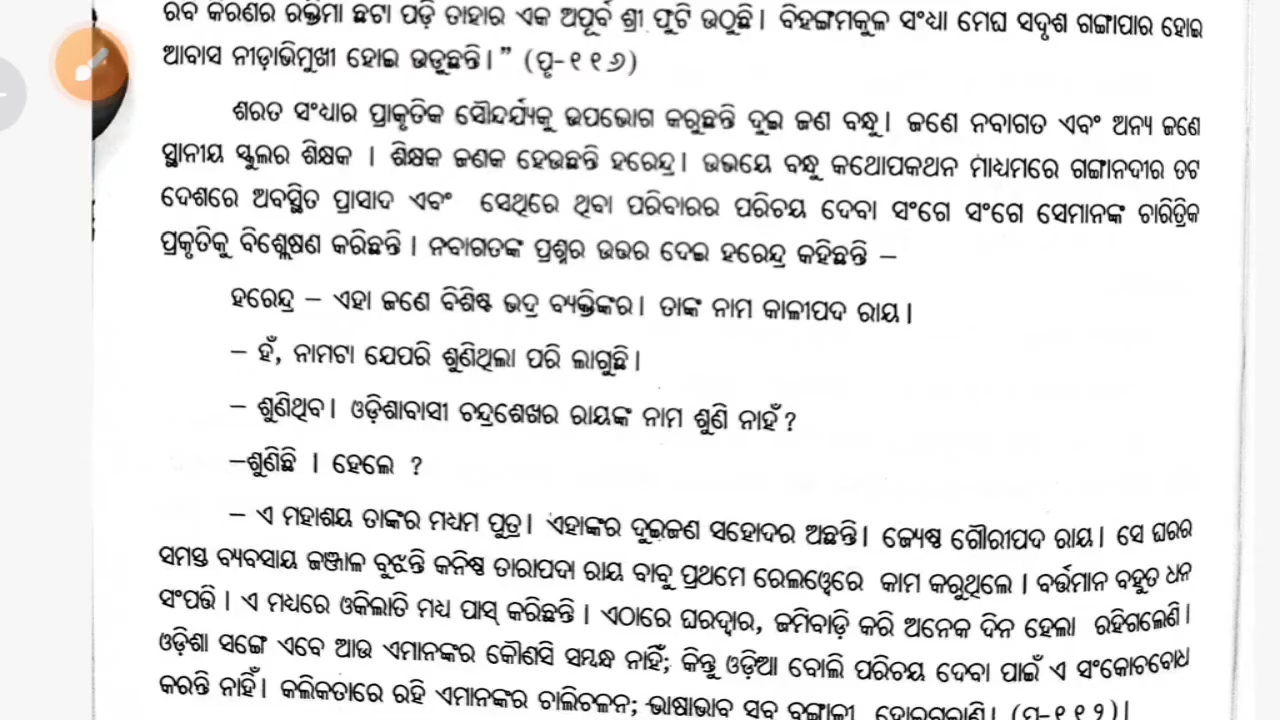 ରବି କିରଣର ରକ୍ତିମା ଛଟା ପଡ଼ି ତାହାର ଏକ ଅପୂର୍ବ ଶ୍ରୀ ଫୁଟି ଉଠୁଛି। ବିହଙ୍ଗମକୁଳ ସଂଧ୍ୟା ମେଘ ସଦୃଶ ଗଙ୍ଗାପାର ହୋଇ
ଆବାସ ନୀଡ଼ାଭିମୁଖୀ ହୋଇ ଉଡୁଛନ୍ତି।” (ପୃ-୧୧୬)
ଶରତ ସଂଧ୍ୟାର ପ୍ରାକୃତିକ ସୌନ୍ଦର୍ଯ୍ୟକୁ ଉପଭୋଗ କରୁଛନ୍ତି ଦୁଇ ଜଣ ବନ୍ଧୁ। ଜଣେ ନବାଗତ ଏବଂ ଅନ୍ୟ ଜଣେ
ସ୍ଥାନୀୟ ସ୍କୁଲର ଶିକ୍ଷକ । ଶିକ୍ଷକ ଜଣକ ହେଉଛନ୍ତି ହରେନ୍ଦ୍ର। ଉଭୟେ ବନ୍ଧୁ କଥୋପକଥନ ମାଧ୍ୟମରେ ଗଙ୍ଗାନଦୀର ତଟ
ଦେଶରେ ଅବସ୍ଥିତ ପ୍ରାସାଦ ଏବଂ ସେଥିରେ ଥିବା ପରିବାରର ପରିଚୟ ଦେବା ସଂଗେ ସଂଗେ ସେମାନଙ୍କ ଚାରିତ୍ରିକ
ପ୍ରକୃତିକୁ ବିଶ୍ଳେଷଣ କରିଛନ୍ତି। ନବାଗତଙ୍କ ପ୍ରଶ୍ନର ଉତ୍ତର ଦେଇ ହରେନ୍ଦ୍ର କହିଛନ୍ତି –
ହରେନ୍ଦ୍ର – ଏହା ଜଣେ ବିଶିଷ୍ଟ ଭଦ୍ର ବ୍ୟକ୍ତିଙ୍କର। ତାଙ୍କ ନାମ କାଳୀପଦ ରାୟ।
– ହଁ, ନାମଟା ଯେପରି ଶୁଣିଥିଲା ପରି ଲାଗୁଛି।
– ଶୁଣିଥିବ। ଓଡ଼ିଶାବାସୀ ଚନ୍ଦ୍ରଶେଖର ରାୟଙ୍କ ନାମ ଶୁଣି ନାହଁ?
–ଶୁଣିଛି । ହେଲେ ?
– ଏ ମହାଶୟ ତାଙ୍କର ମଧ୍ୟମ ପୁତ୍ର। ଏହାଙ୍କର ଦୁଇଜଣ ସହୋଦର ଅଛନ୍ତି। ଜ୍ୟେଷ୍ଠ ଗୌରୀପଦ ରାୟ। ସେ ଘରର
ସମସ୍ତ ବ୍ୟବସାୟ ଜଞ୍ଜାଳ ବୁଝନ୍ତି କନିଷ୍ଠ ତାରାପଦା ରାୟ ବାବୁ ପ୍ରଥମେ ରେଲୱେରେ କାମ କରୁଥିଲେ । ବର୍ତ୍ତମାନ ବହୁତ ଧନ
ସଂପତ୍ତି। ଏ ମଧ୍ୟରେ ଓକିଲାତି ମଧ୍ୟ ପାସ୍ କରିଛନ୍ତି। ଏଠାରେ ଘରଦ୍ୱାର, ଜମିବାଡ଼ି କରି ଅନେକ ଦିନ ହେଲା ରହିଗଲେଣି।
ଓଡ଼ିଶା ସଙ୍ଗେ ଏବେ ଆଉ ଏମାନଙ୍କର କୌଣସି ସମ୍ବନ୍ଧ ନାହିଁ; କିନ୍ତୁ ଓଡ଼ିଆ ବୋଲି ପରିଚୟ ଦେବା ପାଇଁ ଏ ସଂକୋଚବୋଧ
କରନ୍ତି ନାହିଁ। କଲିକତାରେ ରହି ଏମାନଙ୍କର ଚାଲିଚଳନ; ଭାଷାଭାବ ସବୁ ବଙ୍ଗାଳୀ ହୋଇଗଲାଣି। (ପୃ-୧୧୨)।